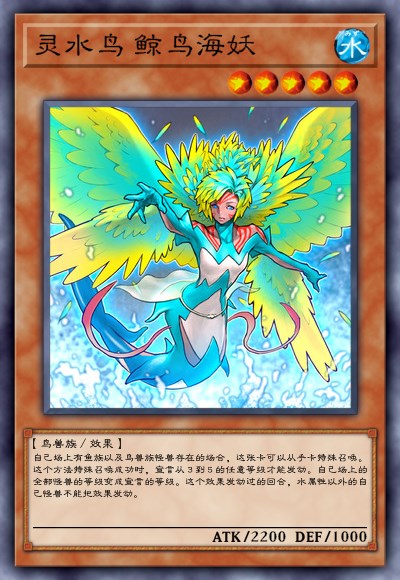 灵水鸟 鲸鸟海妖
水
【鸟兽族／效果】
自己场上有鱼族以及鸟兽族怪兽存在的场合，这张卡可以从手卡特殊召唤。
这个方法特殊召唤成功时，宣言从3到5的任意等级才能发动。自己场上的
全部怪兽的等级变成宣言的等级。这个效果发动过的回合，水属性以外的自
己怪兽不能把效果发动。
ATK/2200 DEF/1000